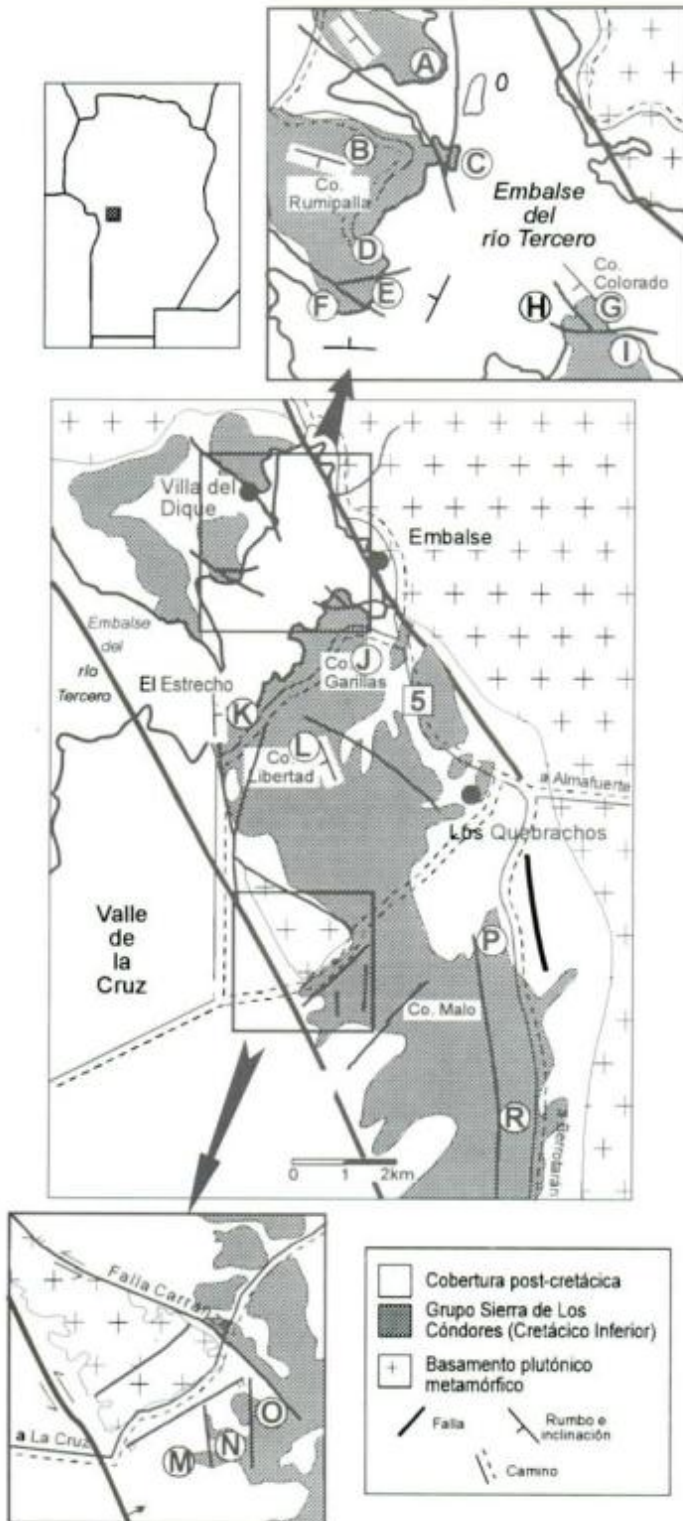 A
B
C
Co.
Rumipalla
Embalse
del
río Tercero
D
E
F
Co.
Colorado
H
G
I
Villa del
Dique
Embalse
Embalse
del
río
Tercero
El Estrecho
J
Co.
Garillas
K
5
L
Co.
Libertad
a Almafuerte
Los Quebrachos
Valle
de
la
Cruz
P
Co. Malo
R
a Berrotarán
0 1 2km
Falla Carranza
O
N
M
a La Cruz
Cobertura post-cretácica
Grupo Sierra de Los
Cóndores (Cretácico Inferior)
Basamento plutónico
metamórfico
Falla
Rumbo e
inclinación
Camino